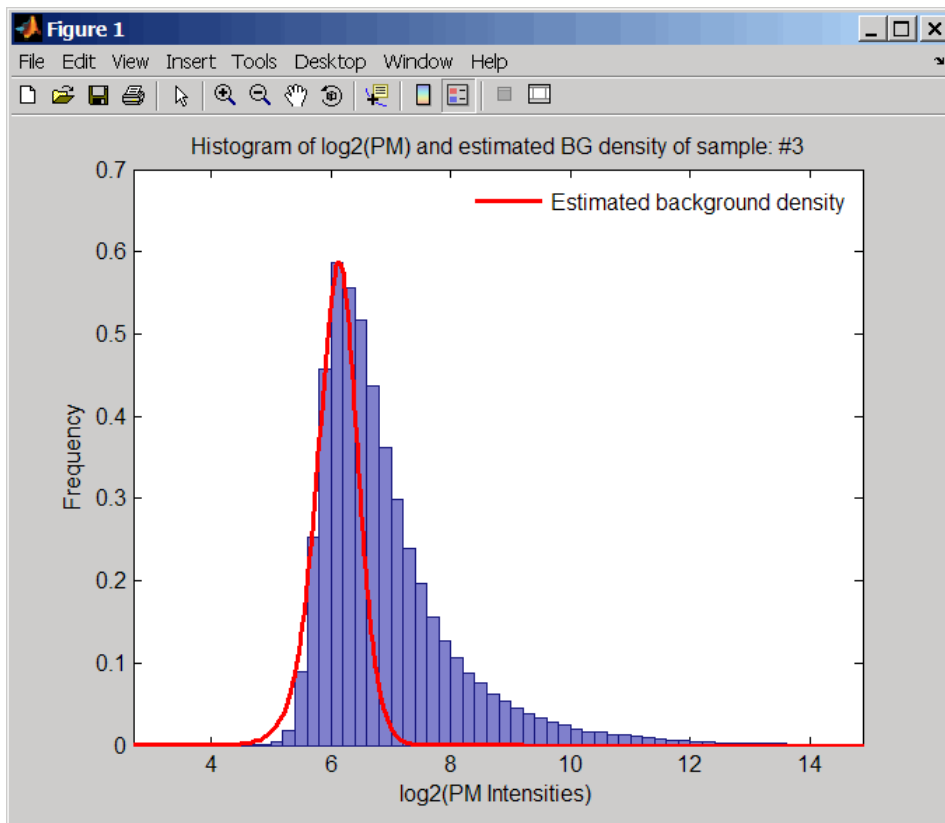 Figure 1
File Edit View Insert Tools Desktop Window Help
Histogram of log2(PM) and estimated BG density of sample: #3
Estimated background density
0.7
0.6
0.5
0.4
0.3
0.2
0.1
0
Frequency
4 6 8 10 12 14
log2(PM Intensities)